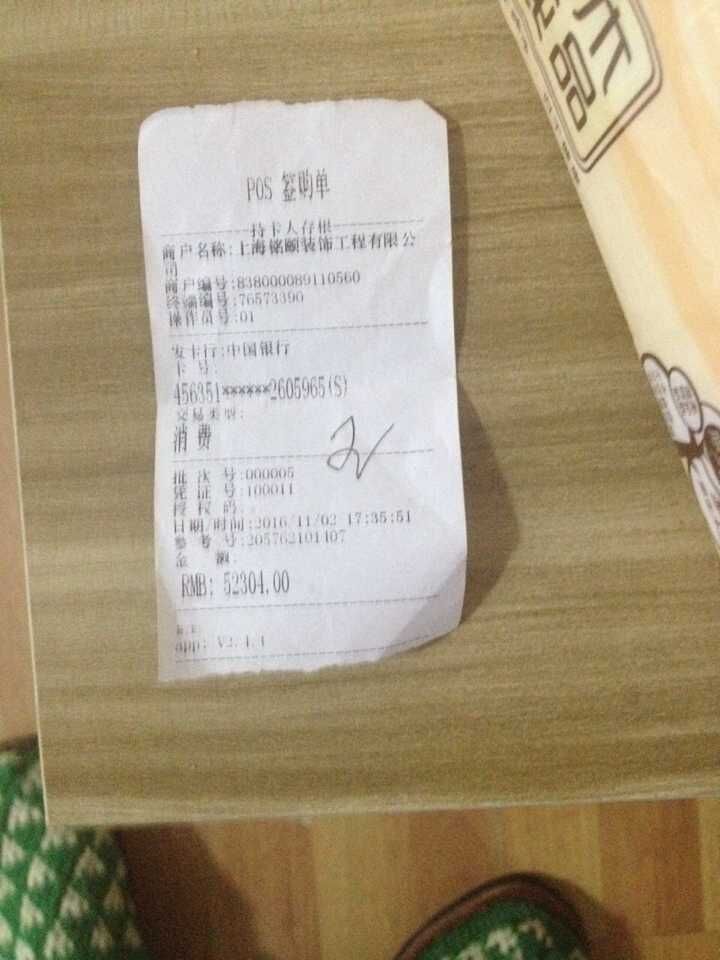 POS 签购单
持卡人存根
商户名称:上海铭颐装饰工程有限公
司
商户编号:838000089110560
终端编号:76573390
操作员号:01
发卡行:中国银行
卡 号:
456351******2605965(S)
交易类型:
消费
批 次 号:000005
凭 证 号:100011
授 权 码:
日期/时间:2016/11/02 17:35:51
参 考 号:205762101407
金 额:
RMB: 52304.00
app: V2.4.1
品